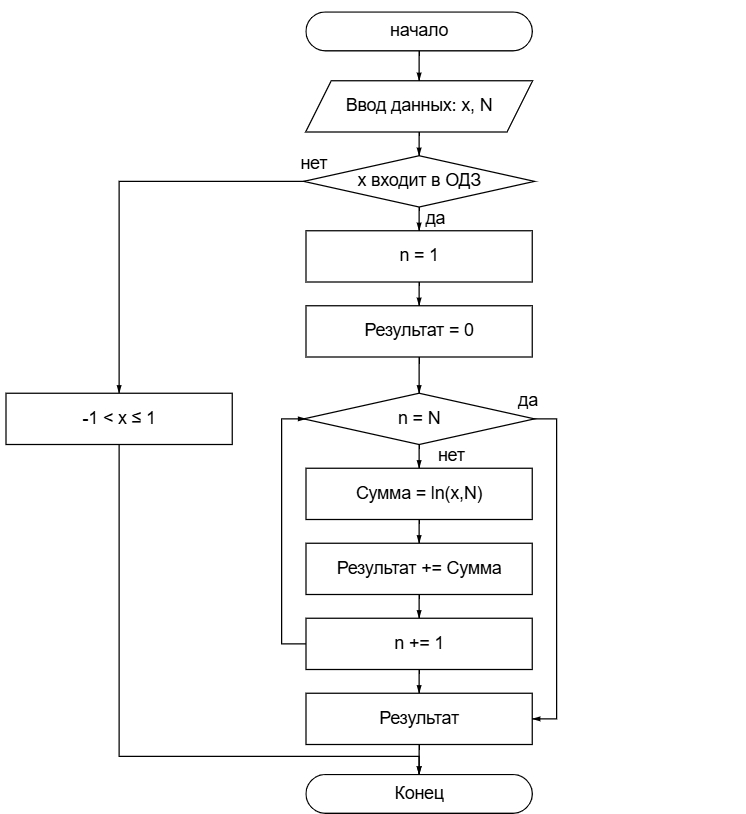 начало
Ввод данных: x, N
нет
x входит в ОДЗ
да
n = 1
Результат = 0
-1 < x ≤ 1
n = N
да
нет
Сумма = ln(x,N)
Результат += Сумма
n += 1
Результат
Конец